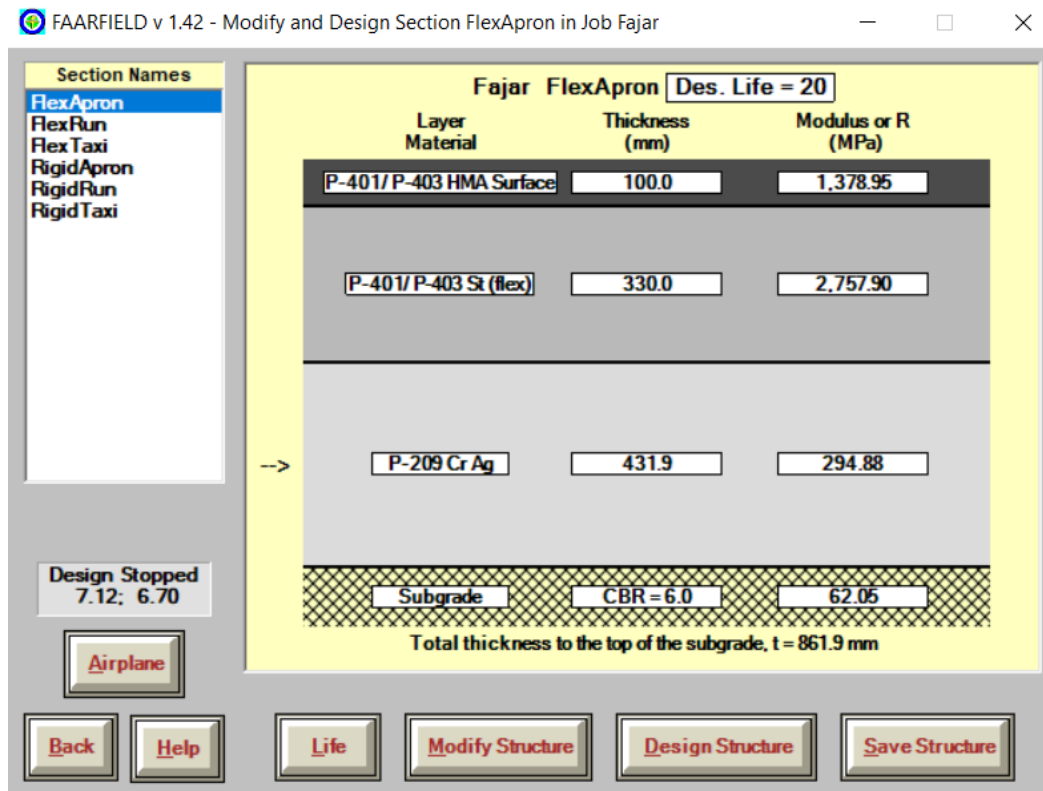 FAARFIELD v 1.42 - Modify and Design Section FlexApron in Job Fajar
Section Names
FlexApron
FlexRun
FlexTaxi
RigidApron
RigidRun
RigidTaxi
Design Stopped
7.12; 6.70
Airplane
Back
Help
Fajar FlexApron Des. Life = 20
Layer Material Thickness (mm) Modulus or R (MPa)
P-401/ P-403 HMA Surface 100.0 1,378.95
P-401/ P-403 St (flex) 330.0 2,757.90
--> P-209 Cr Ag 431.9 294.88
Subgrade CBR = 6.0 62.05
Total thickness to the top of the subgrade, t = 861.9 mm
Life
Modify Structure
Design Structure
Save Structure